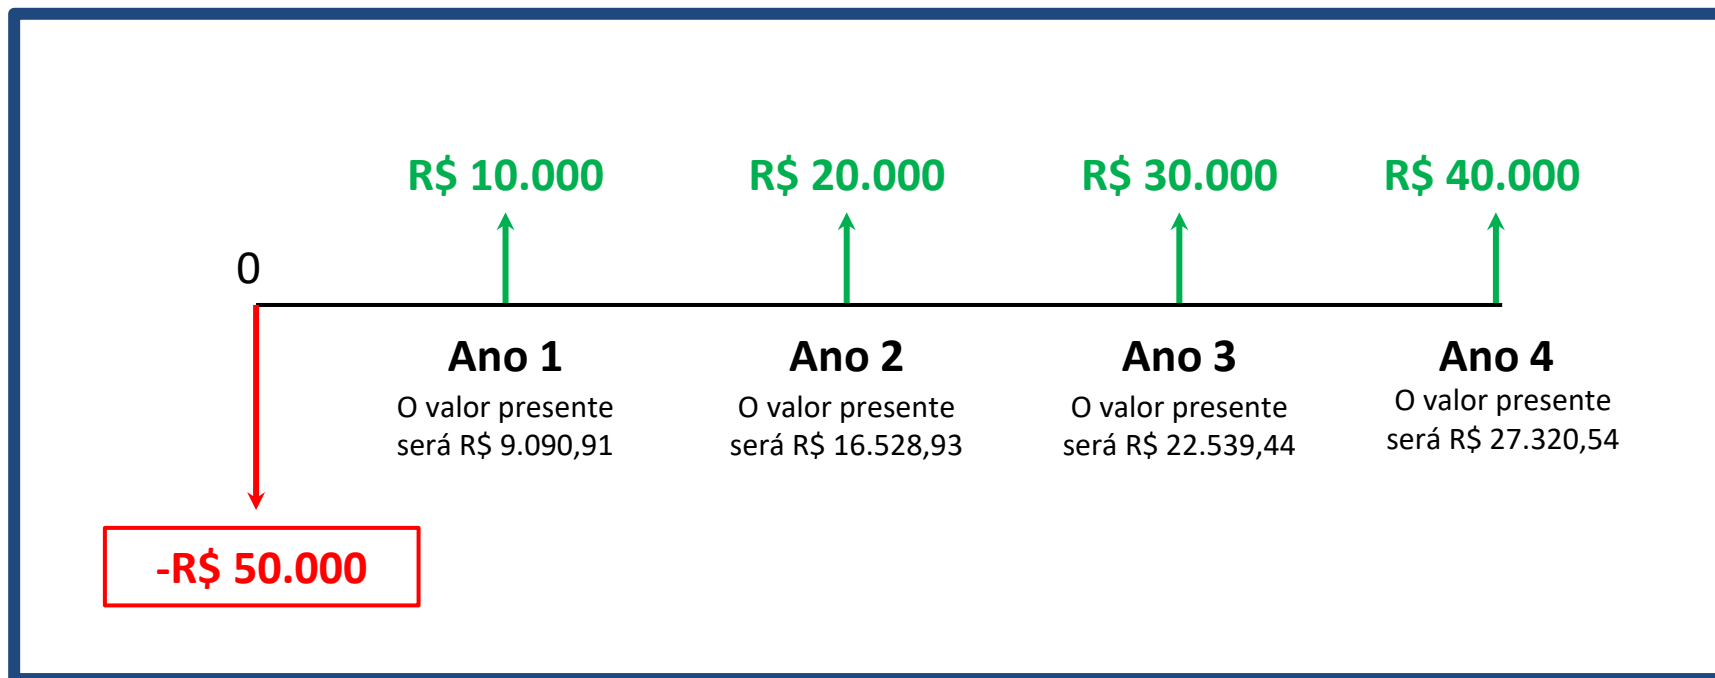 R$ 10.000
R$ 20.000
R$ 30.000
R$ 40.000
0
Ano 1
O valor presente
será R$ 9.090,91
Ano 2
O valor presente
será R$ 16.528,93
Ano 3
O valor presente
será R$ 22.539,44
Ano 4
O valor presente
será R$ 27.320,54
-R$ 50.000